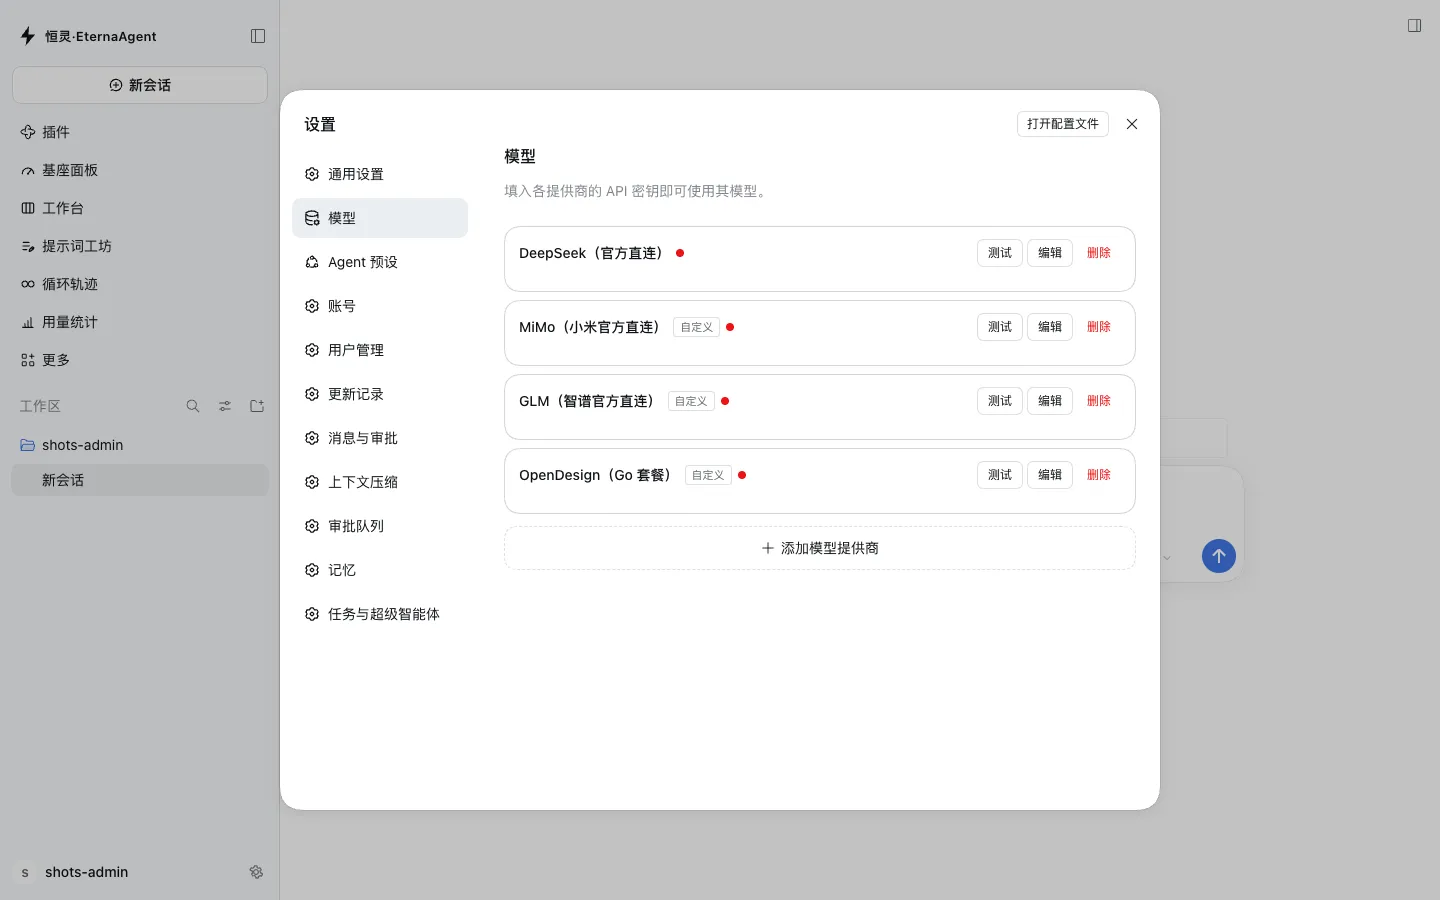 恒灵·EternaAgent
新会话
插件
基座面板
工作台
提示词工坊
循环轨迹
用量统计
更多
工作区
shots-admin
新会话
s shots-admin
设置
打开配置文件
通用设置
模型
Agent 预设
账号
用户管理
更新记录
消息与审批
上下文压缩
审批队列
记忆
任务与超级智能体
模型
填入各提供商的 API 密钥即可使用其模型。
DeepSeek（官方直连） 测试 编辑 删除
MiMo（小米官方直连） 自定义 测试 编辑 删除
GLM（智谱官方直连） 自定义 测试 编辑 删除
OpenDesign（Go 套餐） 自定义 测试 编辑 删除
添加模型提供商